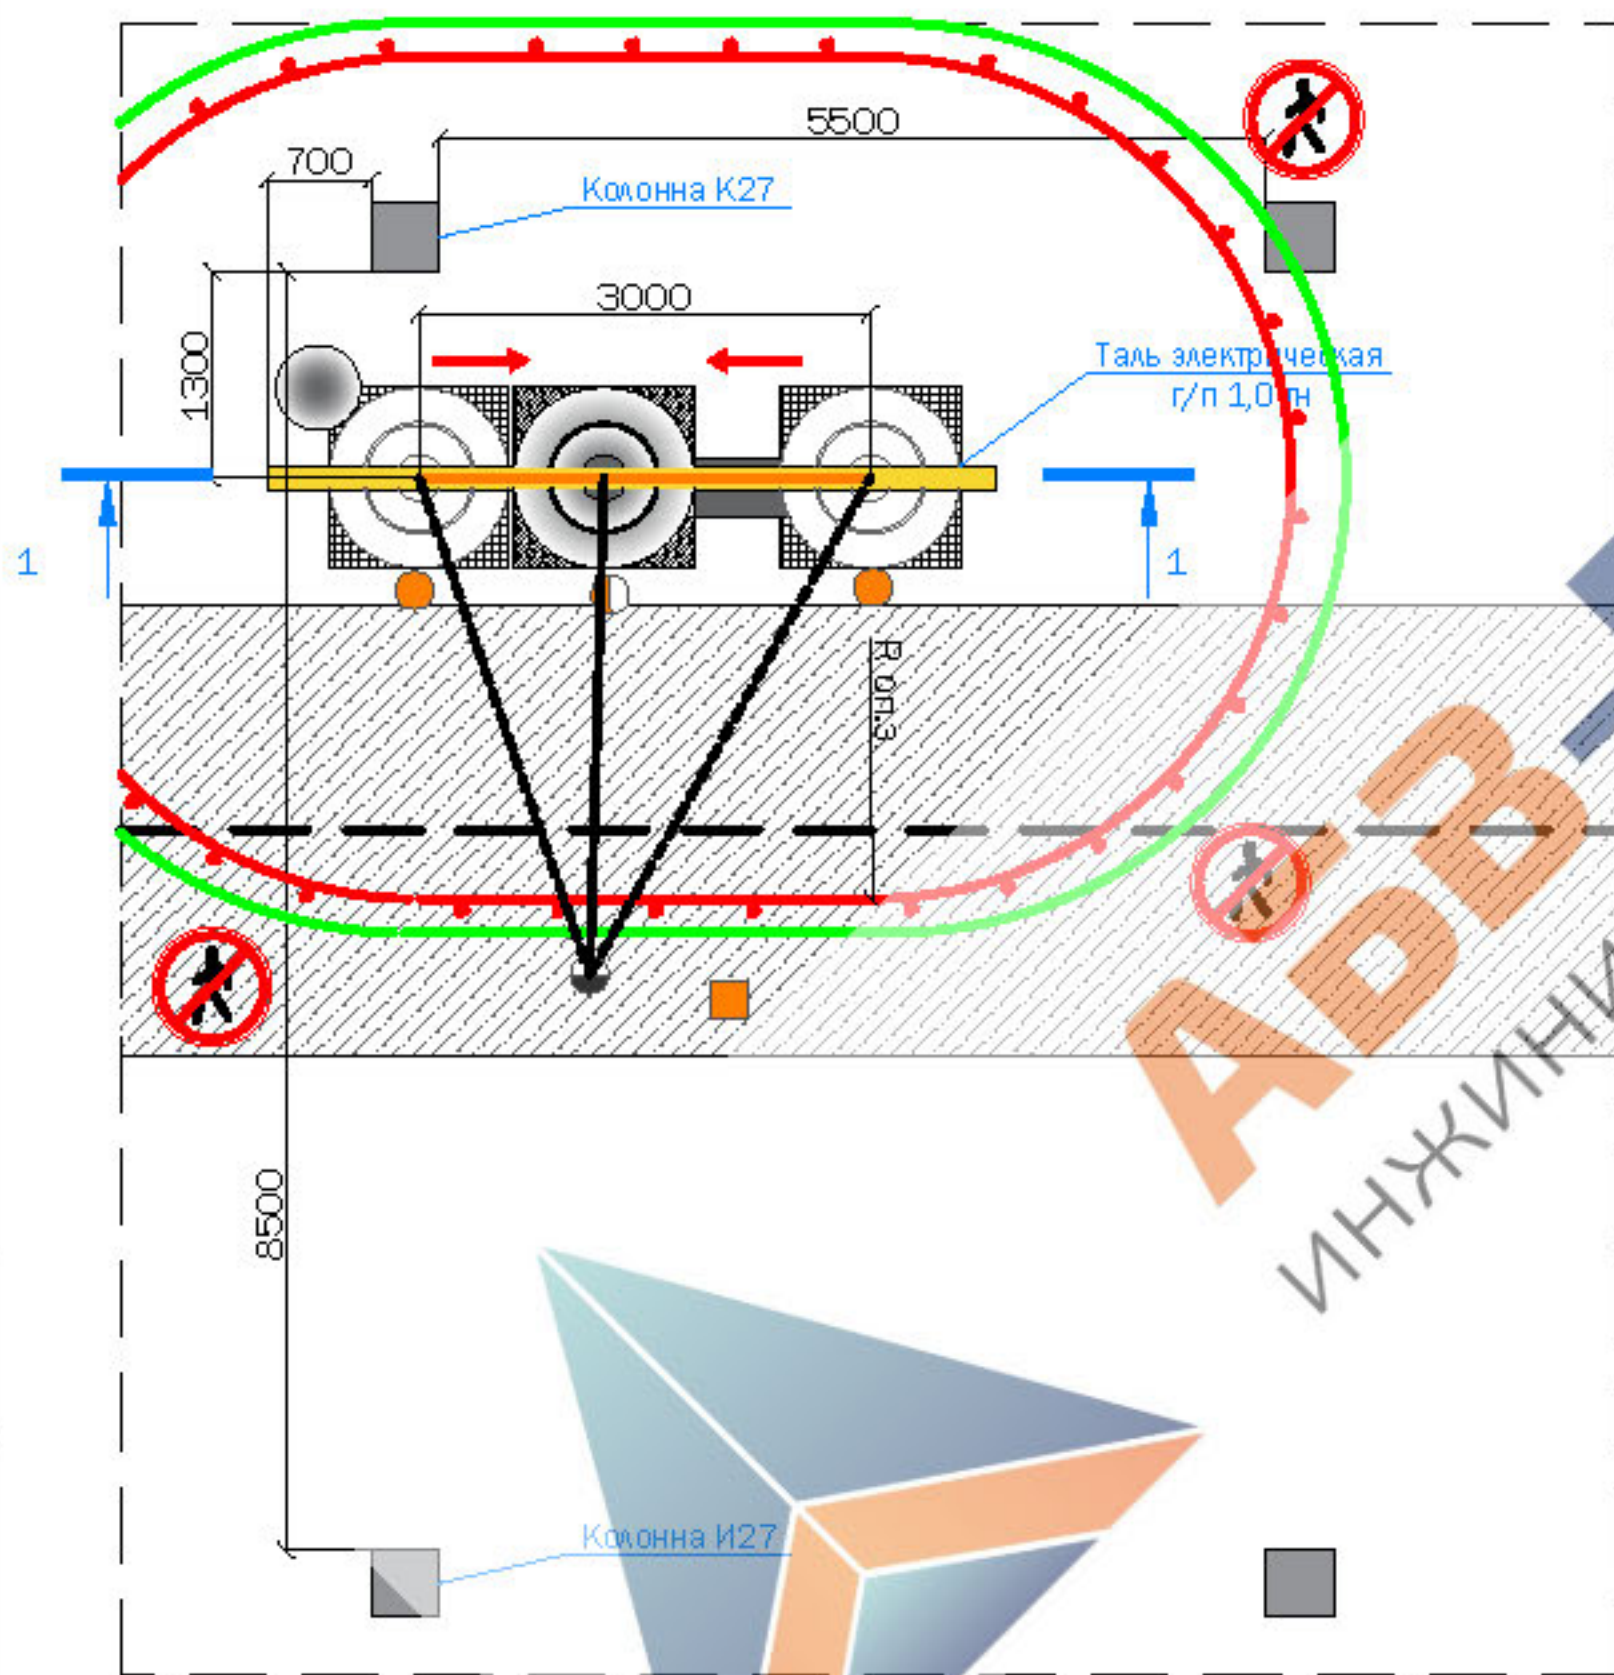 5500
700
Колонна К27
3000
1300
Таль электрическая
г/п 1,0 тн
1
1
R оп.з.
АБВ
ИНЖИНИ
8500
Колонна И27